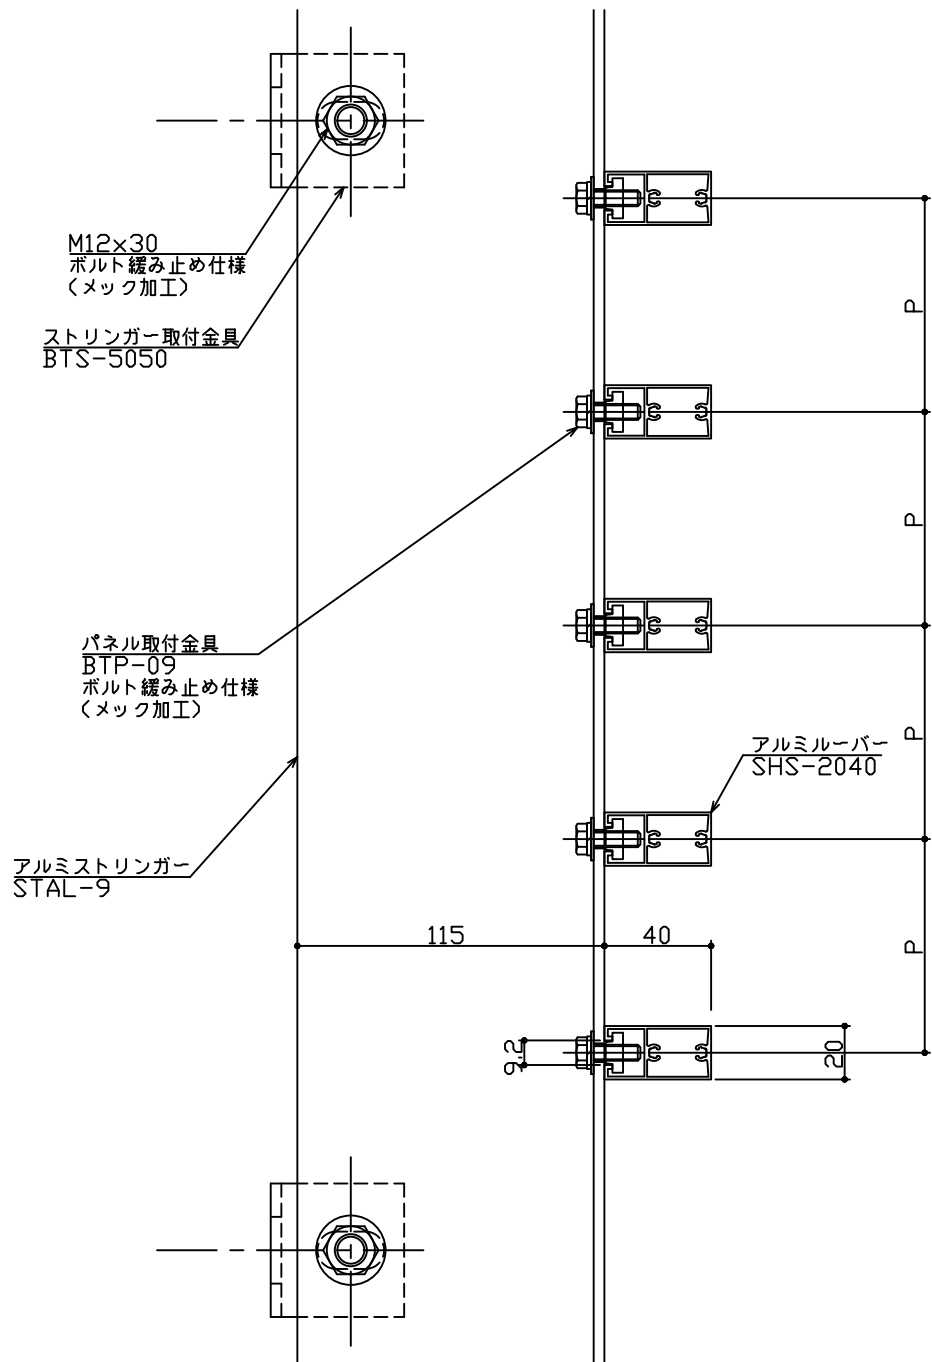 M12×30
ボルト緩み止め仕様
(メック加工)
ストリンガー取付金具
BTS-5050
P
P
パネル取付金具
BTP-09
ボルト緩み止め仕様
(メック加工)
P
アルミルーバー
SHS-2040
アルミストリンガー
STAL-9
115
40
P
9.2
20